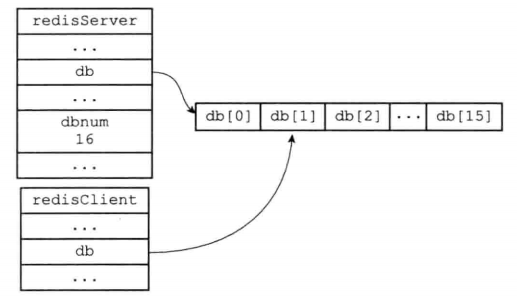 redisServer
...
db
...
dbnum
16
...
db[0] db[1] db[2] ... db[15]
redisClient
...
db
...